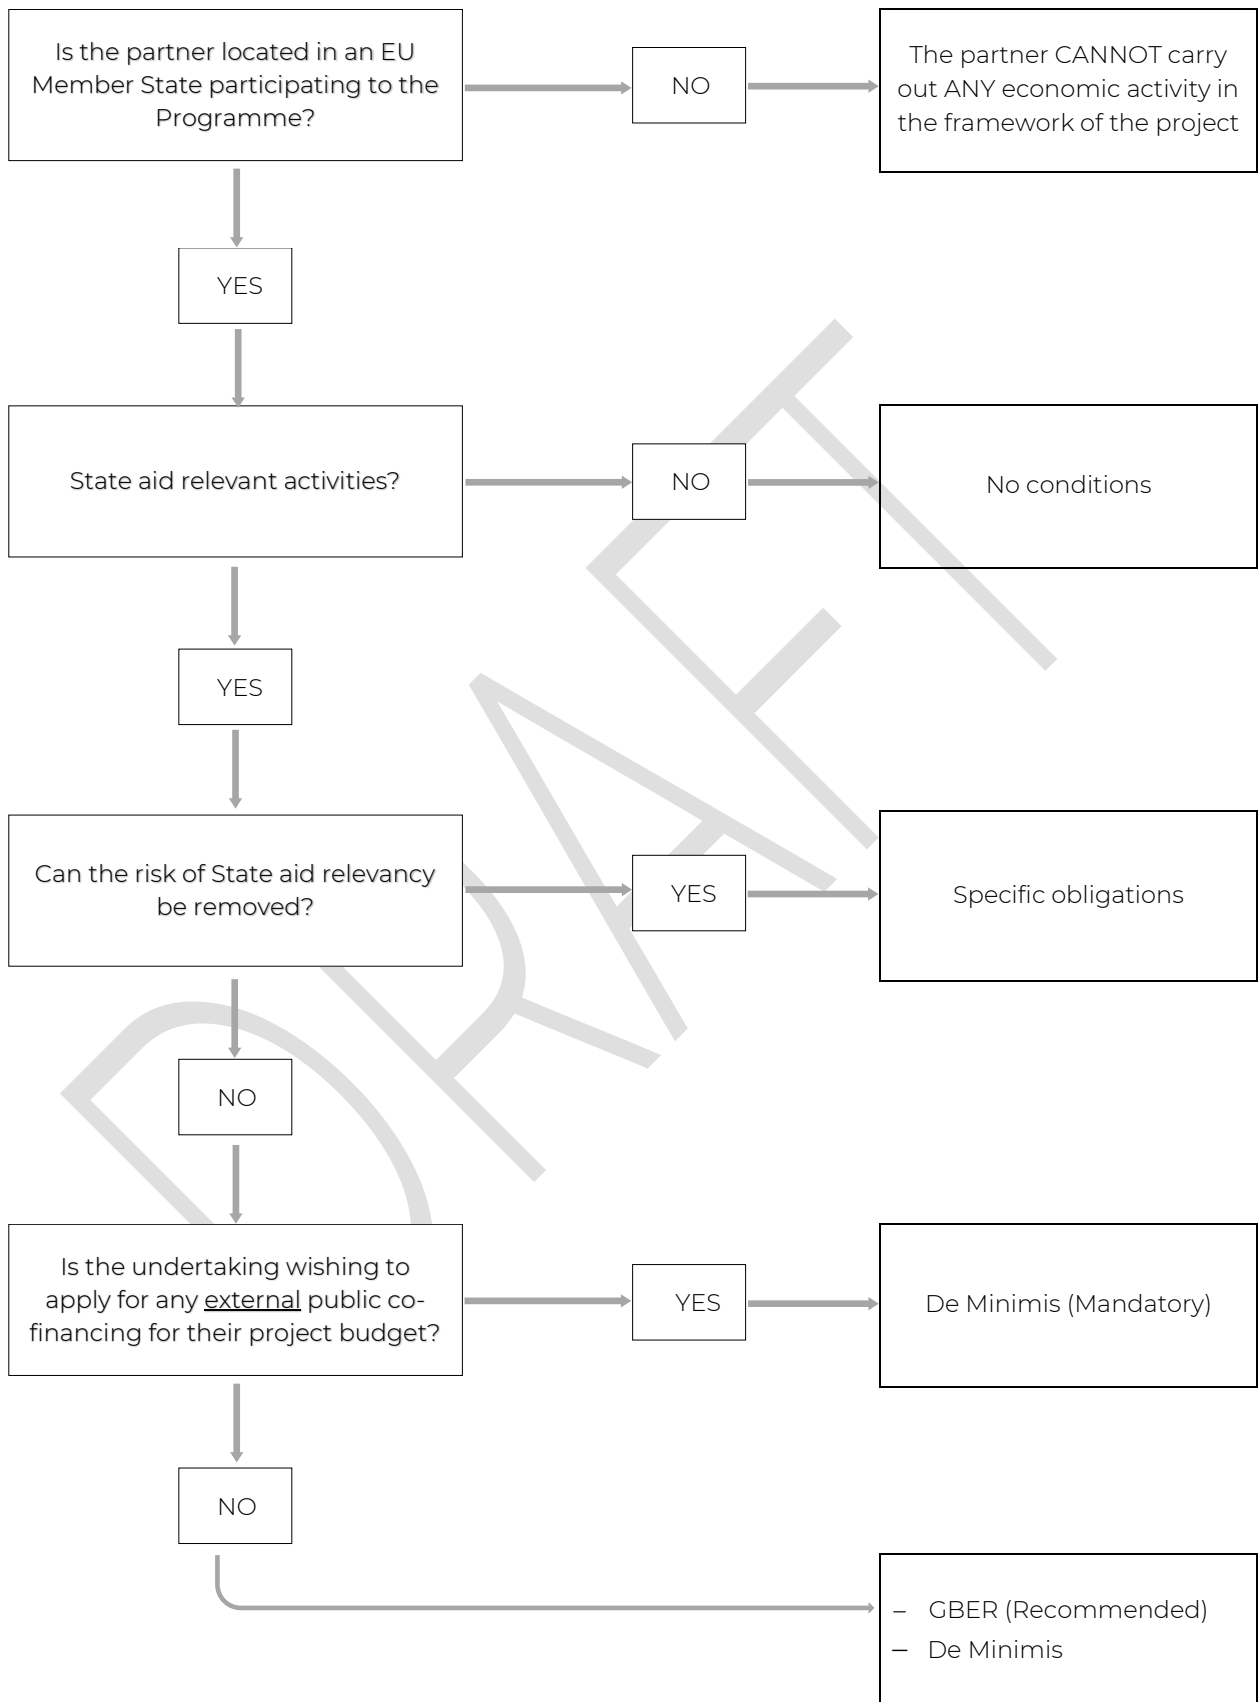 Is the partner located in an EU
Member State participating to the
Programme?
NO
The partner CANNOT carry
out ANY economic activity in
the framework of the project
YES
State aid relevant activities?
NO
No conditions
YES
Can the risk of State aid relevancy
be removed?
YES
Specific obligations
NO
Is the undertaking wishing to
apply for any external public co-
financing for their project budget?
YES
De Minimis (Mandatory)
NO
– GBER (Recommended)
– De Minimis
DRAFT